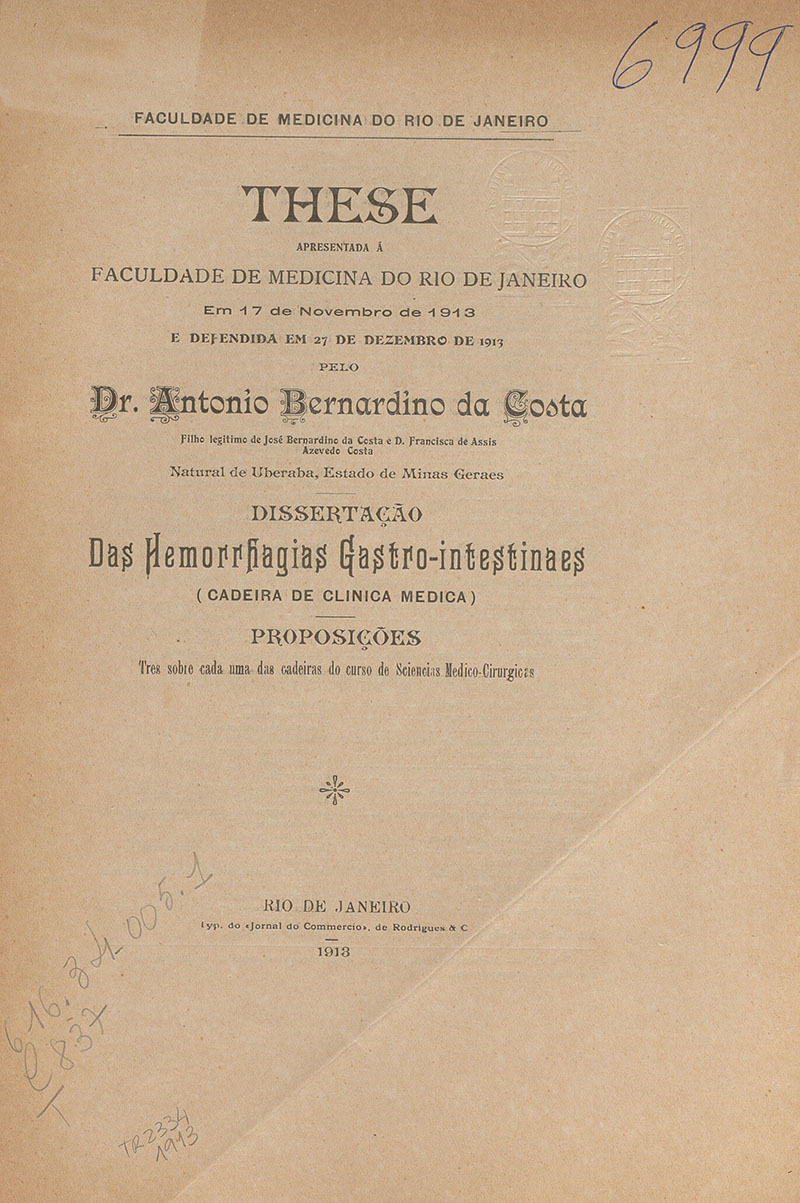 6999
FACULDADE DE MEDICINA DO RIO DE JANEIRO
THESE
APRESENTADA Á
FACULDADE DE MEDICINA DO RIO DE JANEIRO
Em 17 de Novembro de 1913
E DEFENDIDA EM 27 DE DEZEMBRO DE 1913
PELO
Dr. Antonio Bernardino da Costa
Filho legitimo de José Bernardino da Costa e D. Francisca de Assis
Azevedo Costa
Natural de Uberaba, Estado de Minas Geraes
DISSERTAÇÃO
Das Hemorrhagias Gastro-intestinaes
(CADEIRA DE CLINICA MEDICA)
PROPOSIÇÕES
Tres sobre cada uma das cadeiras do curso de Sciencias Medico-Cirurgicas
RIO DE JANEIRO
Typ. do «Jornal do Commercio», de Rodrigues & C
1913
616.34.005.1
C837
T
TR2334
1913